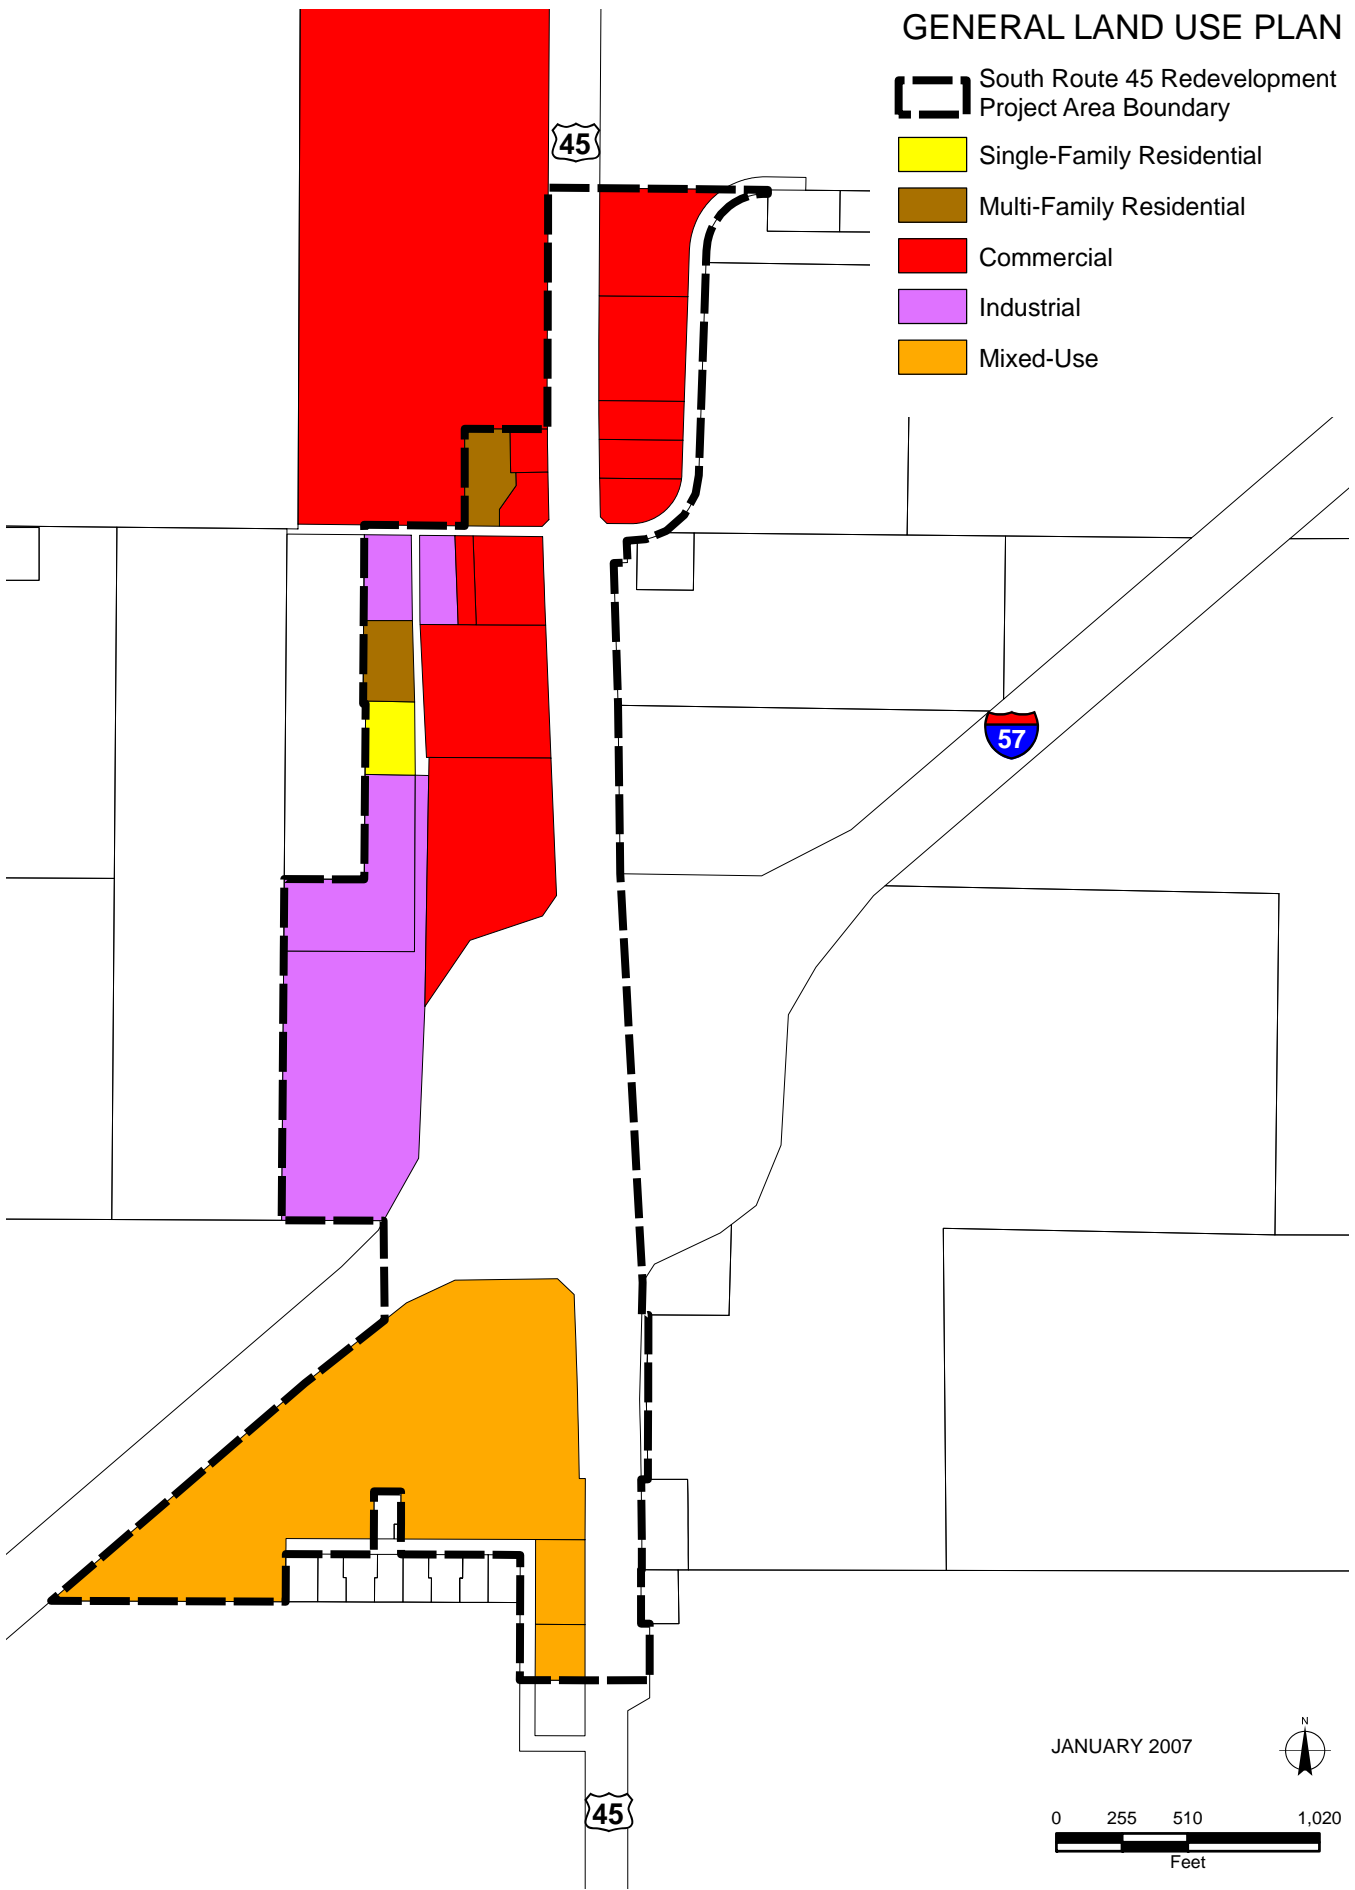 GENERAL LAND USE PLAN
South Route 45 Redevelopment
Project Area Boundary
45
Single-Family Residential
Multi-Family Residential
Commercial
Industrial
Mixed-Use
57
JANUARY 2007
N
45
0 255 510 1,020
Feet